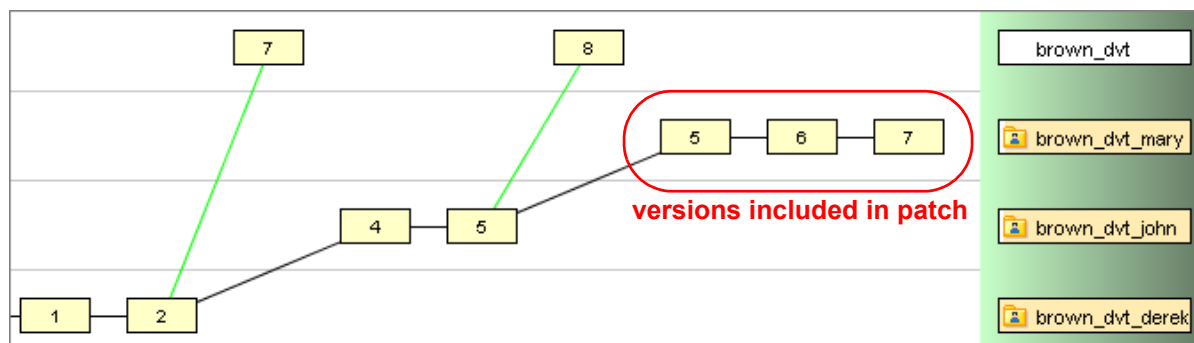 7 8 brown_dvt
5 6 7 brown_dvt_mary
versions included in patch
4 5 brown_dvt_john
1 2 brown_dvt_derek